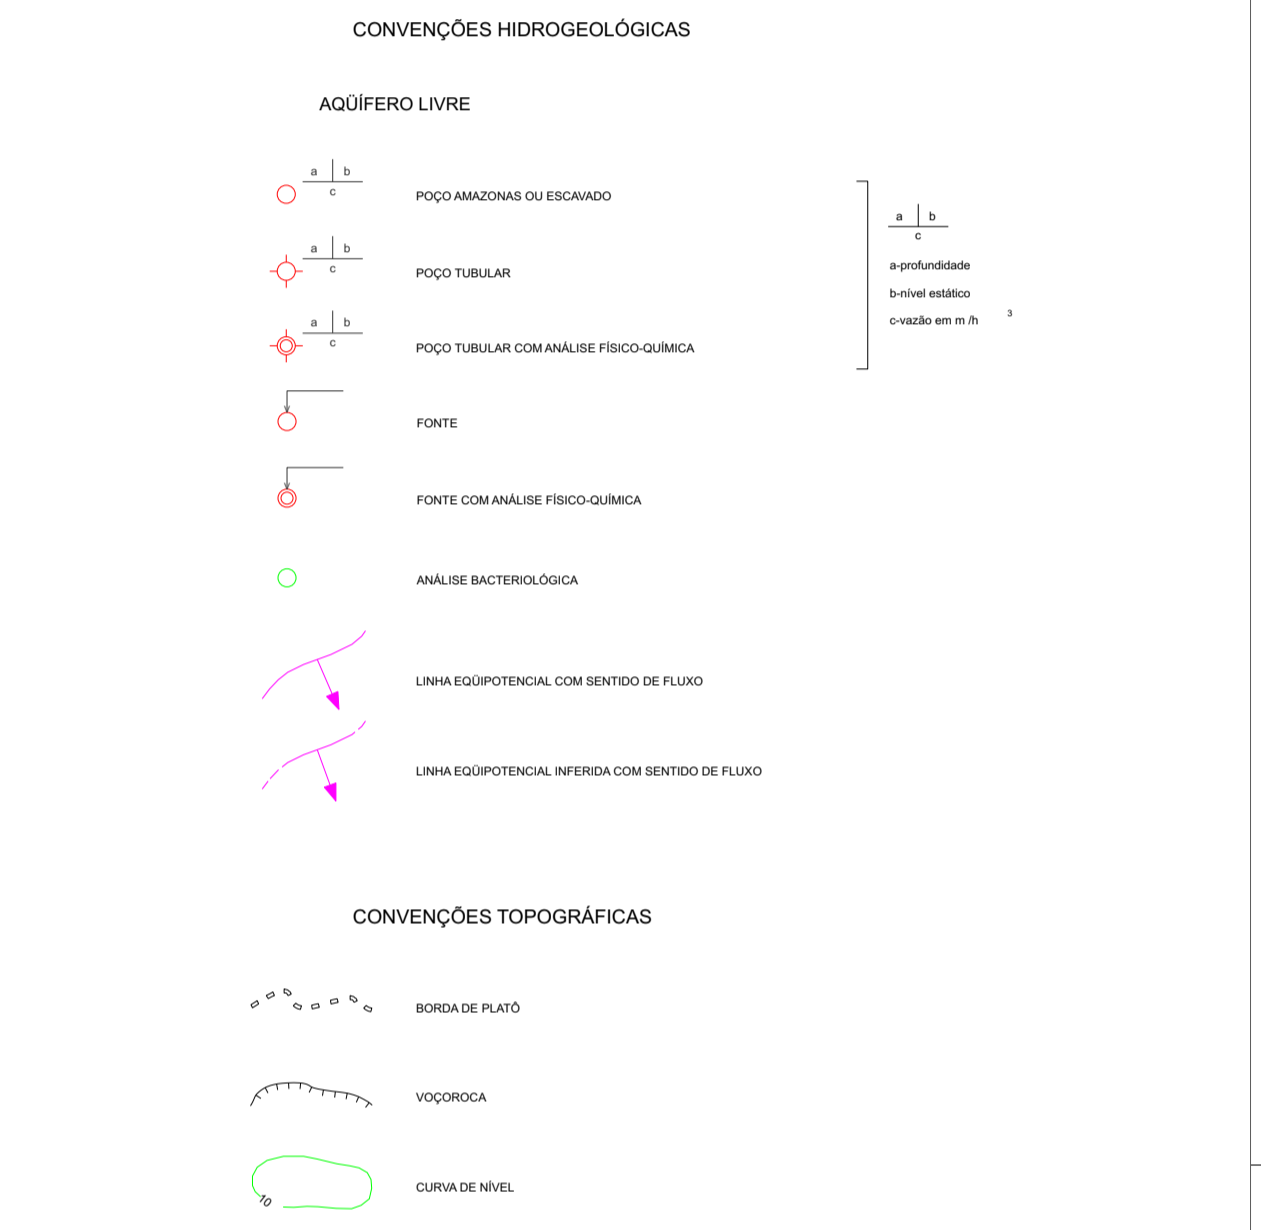 CONVENÇÕES HIDROGEOLÓGICAS
AQÜÍFERO LIVRE
a b
c
POÇO AMAZONAS OU ESCAVADO
a b
c
POÇO TUBULAR
a b
c
POÇO TUBULAR COM ANÁLISE FÍSICO-QUÍMICA
a b
c
a-profundidade
b-nível estático
c-vazão em m /h 3
FONTE
FONTE COM ANÁLISE FÍSICO-QUÍMICA
ANÁLISE BACTERIOLÓGICA
LINHA EQÜIPOTENCIAL COM SENTIDO DE FLUXO
LINHA EQÜIPOTENCIAL INFERIDA COM SENTIDO DE FLUXO
CONVENÇÕES TOPOGRÁFICAS
BORDA DE PLATÔ
VOÇOROCA
10
CURVA DE NÍVEL